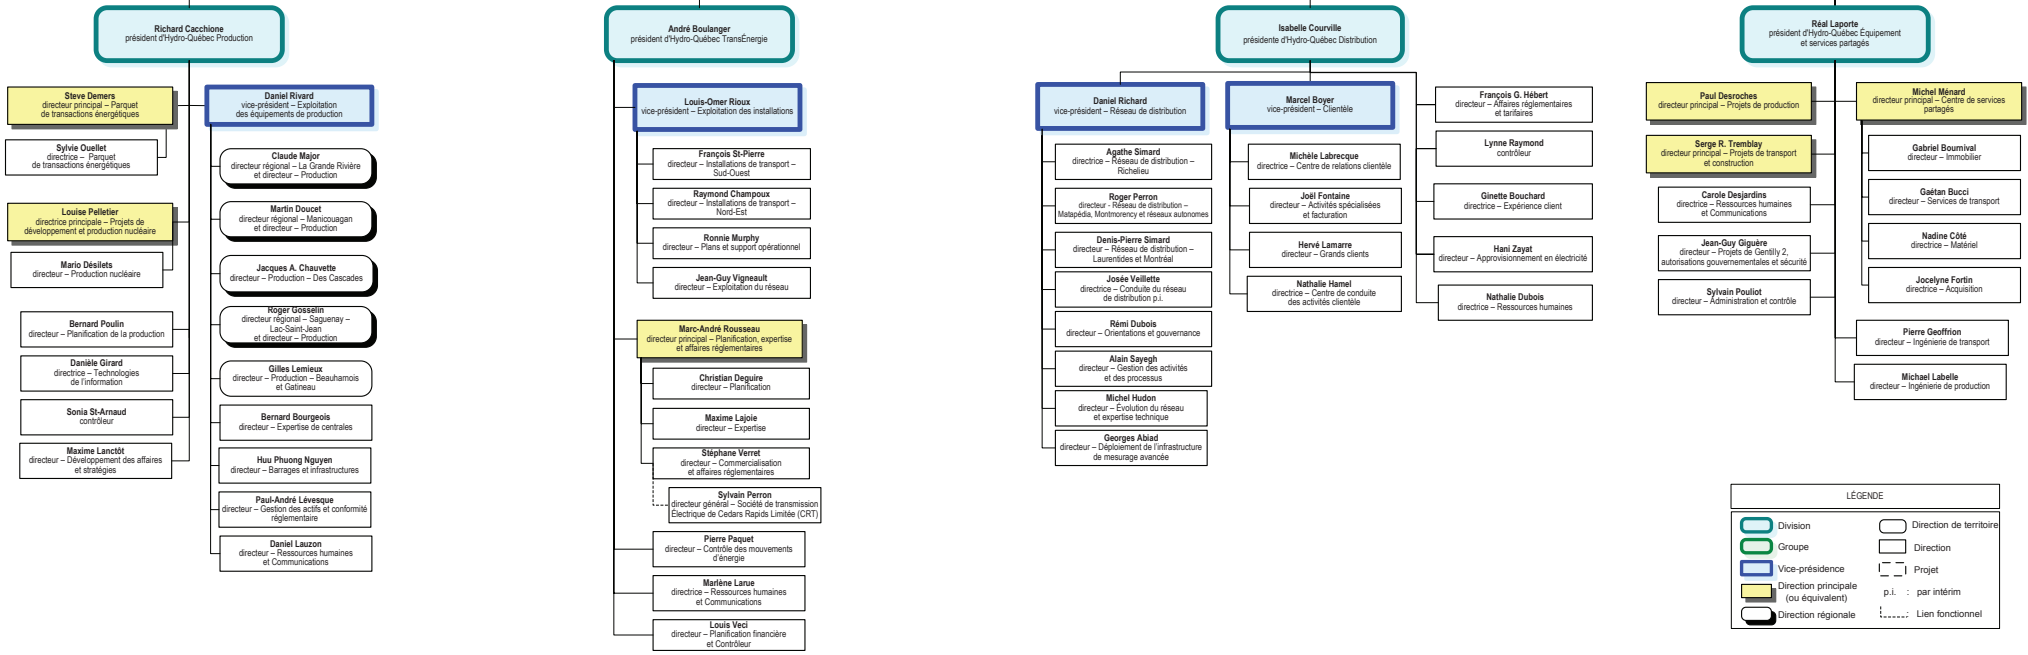 Richard Cacchione
président d'Hydro-Québec Production
Steve Demers
directeur principal – Parquet
de transactions énergétiques
Sylvie Ouellet
directrice – Parquet
de transactions énergétiques
Louise Pelletier
directrice principale – Projets de
développement et production nucléaire
Mario Désilets
directeur – Production nucléaire
Bernard Poulin
directeur – Planification de la production
Danièle Girard
directrice – Technologies
de l'information
Sonia St-Arnaud
contrôleur
Maxime Lanctôt
directeur – Développement des affaires
et stratégies
Daniel Rivard
vice-président – Exploitation
des équipements de production
Claude Major
directeur régional – La Grande Rivière
et directeur – Production
Martin Doucet
directeur régional – Manicouagan
et directeur – Production
Jacques A. Chauvette
directeur – Production – Des Cascades
Roger Gosselin
directeur régional – Saguenay –
Lac-Saint-Jean
et directeur – Production
Gilles Lemieux
directeur – Production – Beauharnois
et Gatineau
Bernard Bourgeois
directeur – Expertise de centrales
Huu Phuong Nguyen
directeur – Barrages et infrastructures
Paul-André Lévesque
directeur – Gestion des actifs et conformité
réglementaire
Daniel Lauzon
directeur – Ressources humaines
et Communications
André Boulanger
président d'Hydro-Québec TransÉnergie
Louis-Omer Rioux
vice-président – Exploitation des installations
François St-Pierre
directeur – Installations de transport –
Sud-Ouest
Raymond Champoux
directeur – Installations de transport –
Nord-Est
Ronnie Murphy
directeur – Plans et support opérationnel
Jean-Guy Vigneault
directeur – Exploitation du réseau
Marc-André Rousseau
directeur principal – Planification, expertise
et affaires réglementaires
Christian Deguire
directeur – Planification
Maxime Lajoie
directeur – Expertise
Stéphane Verret
directeur – Commercialisation
et affaires réglementaires
Sylvain Perron
directeur général – Société de transmission
Électrique de Cedars Rapids Limitée (CRT)
Pierre Paquet
directeur – Contrôle des mouvements
d'énergie
Marlène Larue
directrice – Ressources humaines
et Communications
Louis Veci
directeur – Planification financière
et Contrôleur
Isabelle Courville
présidente d'Hydro-Québec Distribution
Daniel Richard
vice-président – Réseau de distribution
Agathe Simard
directrice – Réseau de distribution –
Richelieu
Roger Perron
directeur - Réseau de distribution –
Matapédia, Montmorency et réseaux autonomes
Denis-Pierre Simard
directeur – Réseau de distribution –
Laurentides et Montréal
Josée Veillette
directrice – Conduite du réseau
de distribution p.i.
Rémi Dubois
directeur – Orientations et gouvernance
Alain Sayegh
directeur – Gestion des activités
et des processus
Michel Hudon
directeur – Évolution du réseau
et expertise technique
Georges Abiad
directeur – Déploiement de l'infrastructure
de mesurage avancée
Marcel Boyer
vice-président – Clientèle
Michèle Labrecque
directrice – Centre de relations clientèle
Joël Fontaine
directeur – Activités spécialisées
et facturation
Hervé Lamarre
directeur – Grands clients
Nathalie Hamel
directrice – Centre de conduite
des activités clientèle
François G. Hébert
directeur – Affaires réglementaires
et tarifaires
Lynne Raymond
contrôleur
Ginette Bouchard
directrice – Expérience client
Hani Zayat
directeur – Approvisionnement en électricité
Nathalie Dubois
directrice – Ressources humaines
Réal Laporte
président d'Hydro-Québec Équipement
et services partagés
Paul Desroches
directeur principal – Projets de production
Serge R. Tremblay
directeur principal – Projets de transport
et construction
Carole Desjardins
directrice – Ressources humaines
et Communications
Jean-Guy Giguère
directeur – Projets de Gentilly 2,
autorisations gouvernementales et sécurité
Sylvain Pouliot
directeur – Administration et contrôle
Michel Ménard
directeur principal – Centre de services
partagés
Gabriel Bournival
directeur – Immobilier
Gaétan Bucci
directeur – Services de transport
Nadine Côté
directrice – Matériel
Jocelyne Fortin
directrice – Acquisition
Pierre Geoffrion
directeur – Ingénierie de transport
Michael Labelle
directeur – Ingénierie de production
LÉGENDE
Division
Groupe
Vice-présidence
Direction principale
(ou équivalent)
Direction régionale
Direction de territoire
Direction
Projet
p.i. : par intérim
: Lien fonctionnel